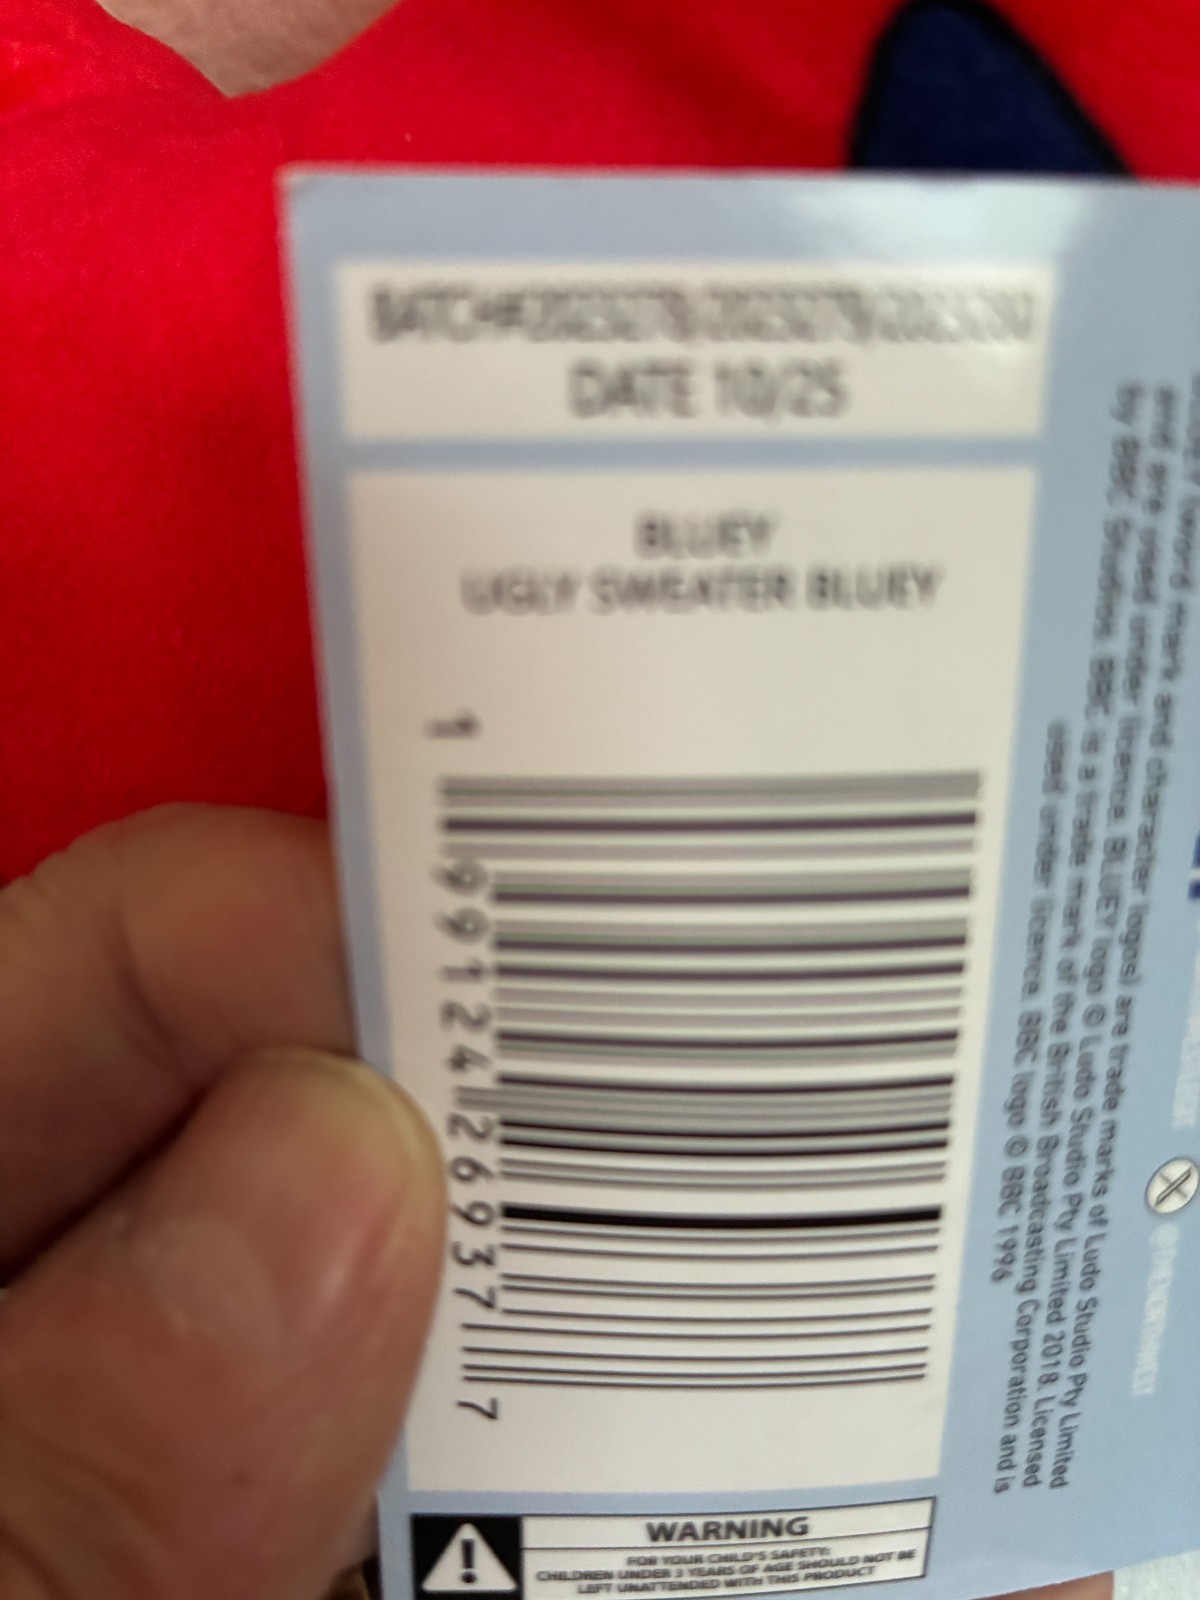 DATE 10/25
BLUEY
UGLY SWEATER BLUEY
1 99124 26937 7
and are used under licence. BLUEY logo © Ludo Studio Pty Limited 2018. Licensed
by BBC Studios. BBC is a trade mark of the British Broadcasting Corporation and is
used under licence. BBC logo © BBC 1996
(word mark and character logos) are trade marks of Ludo Studio Pty Limited
WARNING
FOR YOUR CHILD'S SAFETY:
CHILDREN UNDER 3 YEARS OF AGE SHOULD NOT BE
LEFT UNATTENDED WITH THIS PRODUCT